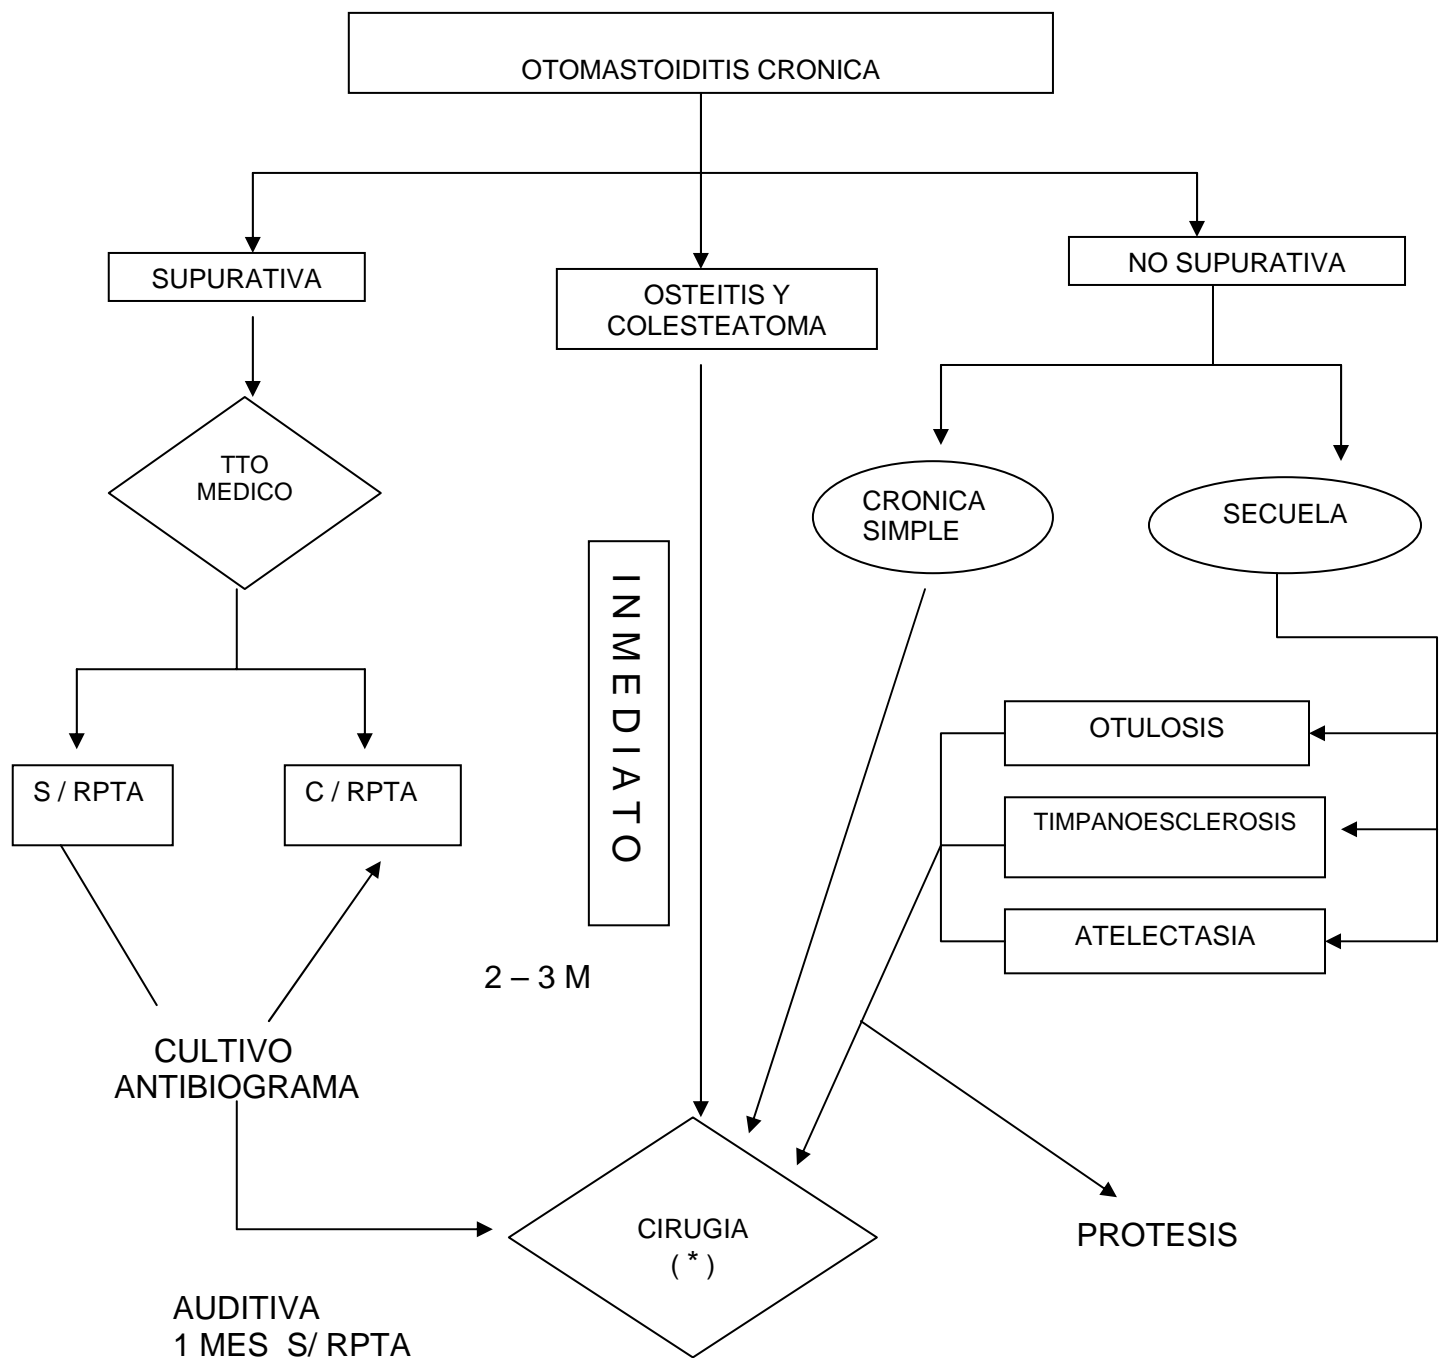 OTOMASTOIDITIS CRONICA
SUPURATIVA
OSTEITIS Y
COLESTEATOMA
NO SUPURATIVA
TTO
MEDICO
CRONICA
SIMPLE
SECUELA
INMEDIATO
S / RPTA
C / RPTA
OTULOSIS
TIMPANOESCLEROSIS
ATELECTASIA
2 – 3 M
CULTIVO
ANTIBIOGRAMA
CIRUGIA
( * )
PROTESIS
AUDITIVA
1 MES S/ RPTA